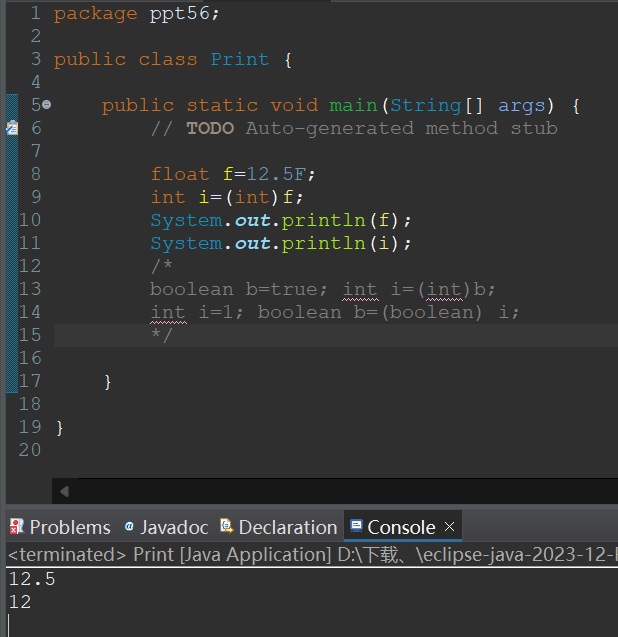 1 package ppt56;
2
3 public class Print {
4
5 public static void main(String[] args) {
6 // TODO Auto-generated method stub
7
8 float f=12.5F;
9 int i=(int)f;
10 System.out.println(f);
11 System.out.println(i);
12 /*
13 boolean b=true; int i=(int)b;
14 int i=1; boolean b=(boolean) i;
15 */
16
17 }
18
19 }
20
Problems @ Javadoc Declaration Console ×
<terminated> Print [Java Application] D:\下载、\eclipse-java-2023-12-
12.5
12